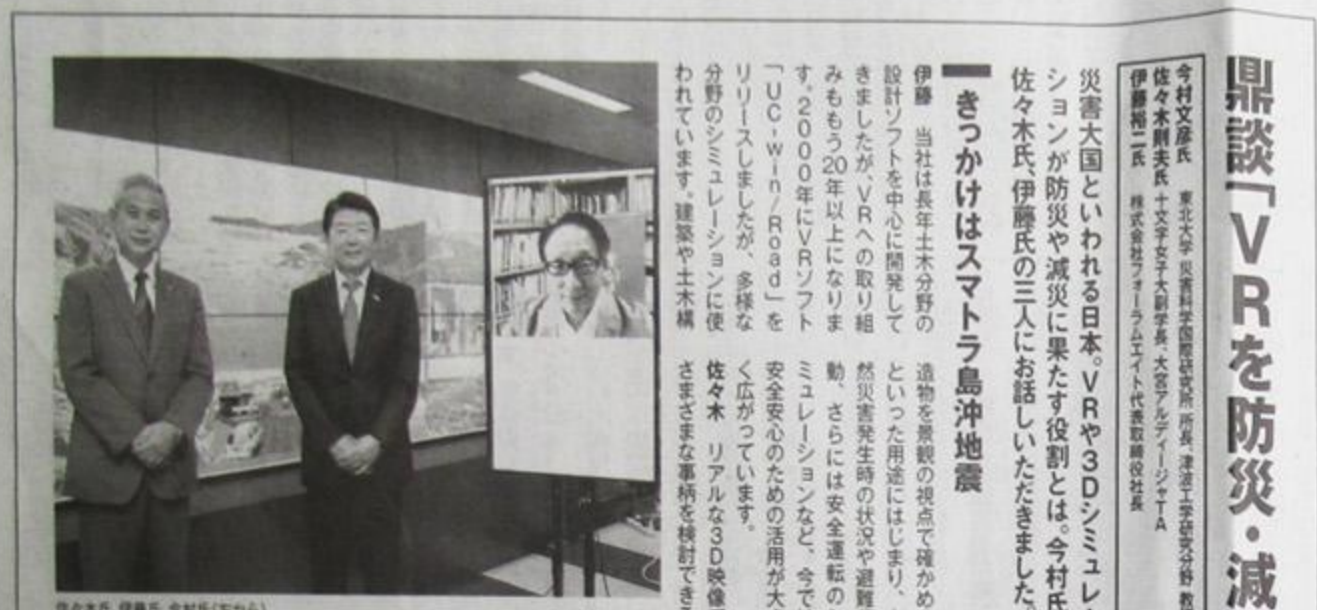 鼎談「VRを防災・減
今村文彦氏 東北大学 災害科学国際研究所 所長、津波工学研究分野 教
佐々木則夫氏 十文字女子大副学長、大宮アルディージャTA
伊藤裕二氏 株式会社フォーラムエイト代表取締役社長
災害大国といわれる日本。VRや3Dシミュレ
ションが防災や減災に果たす役割とは。今村氏
佐々木氏、伊藤氏の三人にお話しいただきました。
きっかけはスマトラ島沖地震
伊藤 当社は長年土木分野の
設計ソフトを中心に開発して
きましたが、VRへの取り組
みももう20年以上になりま
す。2000年にVRソフト
「UC-win/Road」を
リリースしましたが、多様な
分野のシミュレーションに使
われています。建築や土木構
造物を景観の視点で確かめ
といった用途にはじまり、
然災害発生時の状況や避難
動、さらには安全運転の
ミュレーションなど、今で
安全安心のための活用が大
く広がっています。
佐々木 リアルな3D映像
さまざまな事柄を検討でき
佐々木氏、伊藤氏、今村氏(左から)